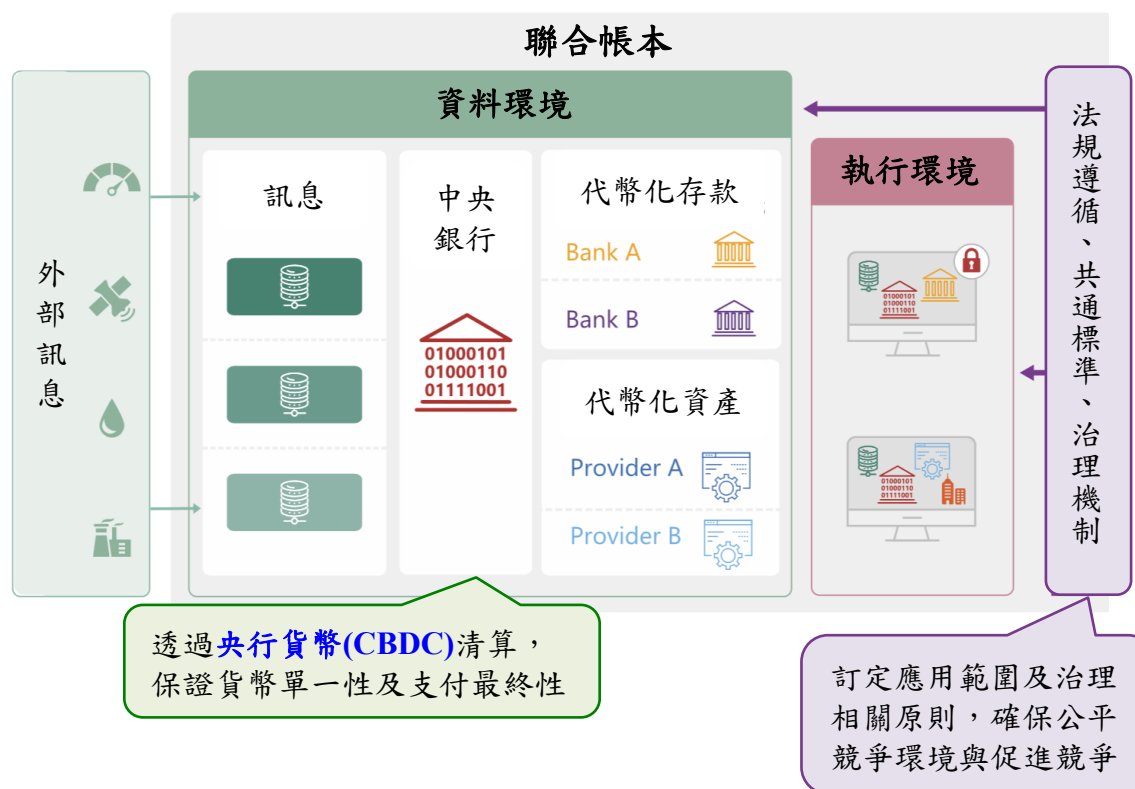 聯合帳本
資料環境
外部訊息
訊息
中央
銀行
01000101
01000110
01111001
代幣化存款
Bank A
Bank B
代幣化資產
Provider A
Provider B
執行環境
01000101
01000110
01111001
01000101
01000110
01111001
法規遵循、共通標準、治理機制
透過央行貨幣(CBDC)清算，
保證貨幣單一性及支付最終性
訂定應用範圍及治理
相關原則，確保公平
競爭環境與促進競爭